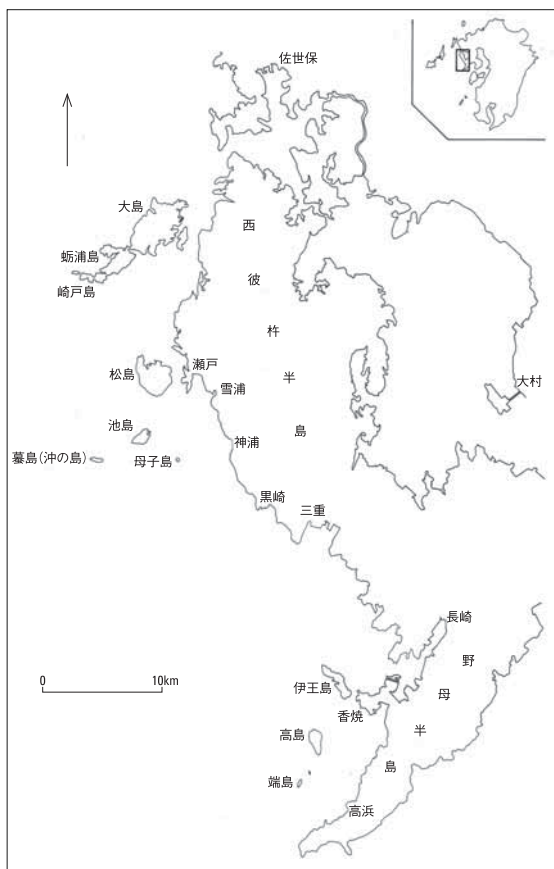 佐世保
大島
西彼杵半島
蛎浦島
崎戸島
瀬戸
松島
雪浦
大村
池島
神浦
蟇島(沖の島)
母子島
黒崎
三重
長崎
野母半島
0
10km
伊王島
香焼
高島
端島
高浜